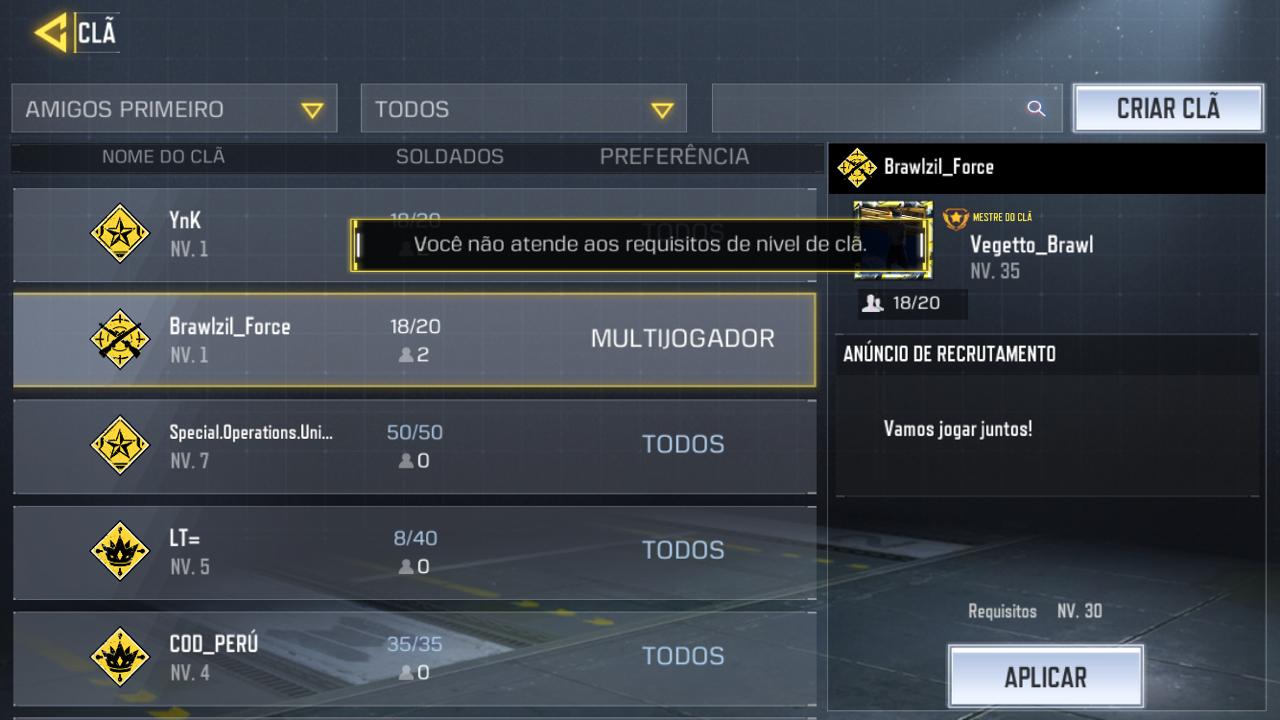 CLÃ
AMIGOS PRIMEIRO
TODOS
CRIAR CLÃ
NOME DO CLÃ
SOLDADOS
PREFERÊNCIA
YnK
NV. 1
18/20
2
TODOS
Você não atende aos requisitos de nível de clã.
Brawlzil_Force
NV. 1
18/20
2
MULTIJOGADOR
Special.Operations.Uni...
NV. 7
50/50
0
TODOS
LT=
NV. 5
8/40
0
TODOS
COD_PERÚ
NV. 4
35/35
0
TODOS
Brawlzil_Force
MESTRE DO CLÃ
Vegetto_Brawl
NV. 35
18/20
ANÚNCIO DE RECRUTAMENTO
Vamos jogar juntos!
Requisitos NV. 30
APLICAR